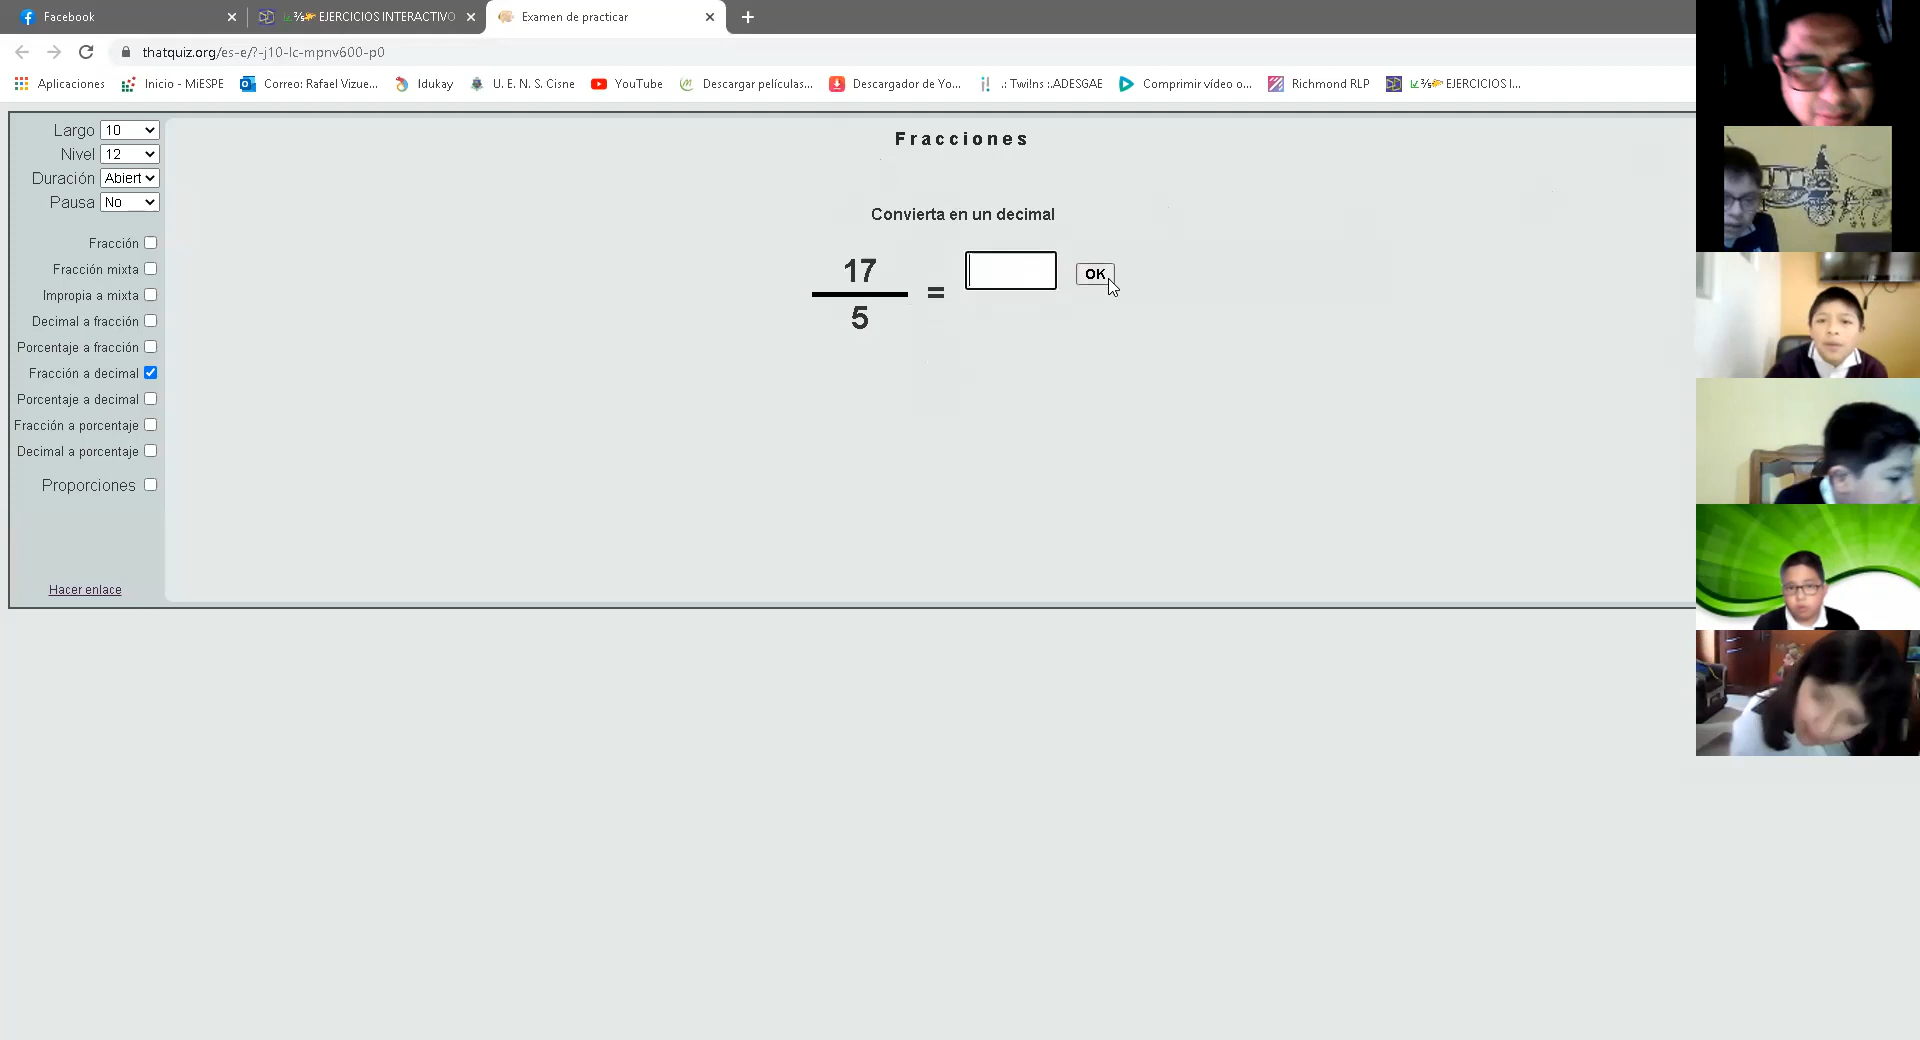 Facebook
EJERCICIOS INTERACTIVO
Examen de practicar
thatquiz.org/es-e/?-j10-lc-mpnv600-p0
Aplicaciones
Inicio - MiESPE
Correo: Rafael Vizue...
Idukay
U. E. N. S. Cisne
YouTube
Descargar películas...
Descargador de Yo...
.: Twi!ns :.ADESGAE
Comprimir vídeo o...
Richmond RLP
EJERCICIOS I...
Largo 10
Nivel 12
Duración Abiert
Pausa No
Fracción
Fracción mixta
Impropia a mixta
Decimal a fracción
Porcentaje a fracción
Fracción a decimal
Porcentaje a decimal
Fracción a porcentaje
Decimal a porcentaje
Proporciones
Hacer enlace
Fracciones
Convierta en un decimal
17
=
5
OK